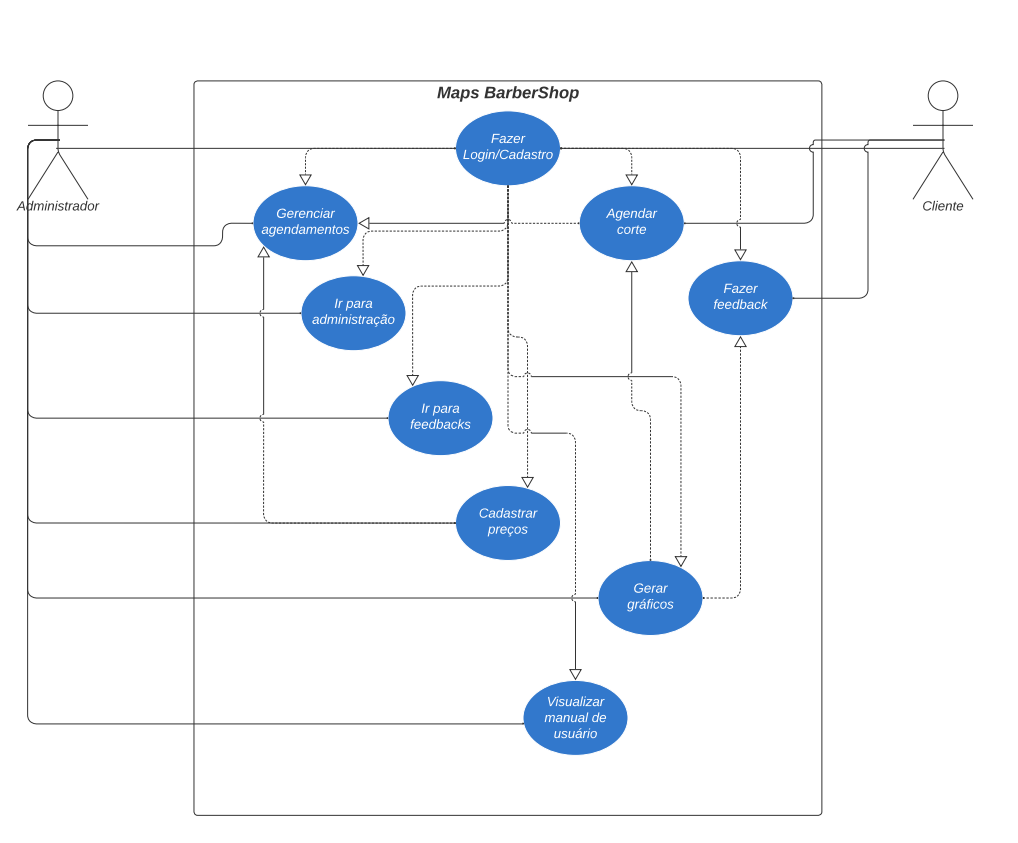 Maps BarberShop
Fazer
Login/Cadastro
Administrador
Cliente
Gerenciar
agendamentos
Agendar
corte
Fazer
feedback
Ir para
administração
Ir para
feedbacks
Cadastrar
preços
Gerar
gráficos
Visualizar
manual de
usuário